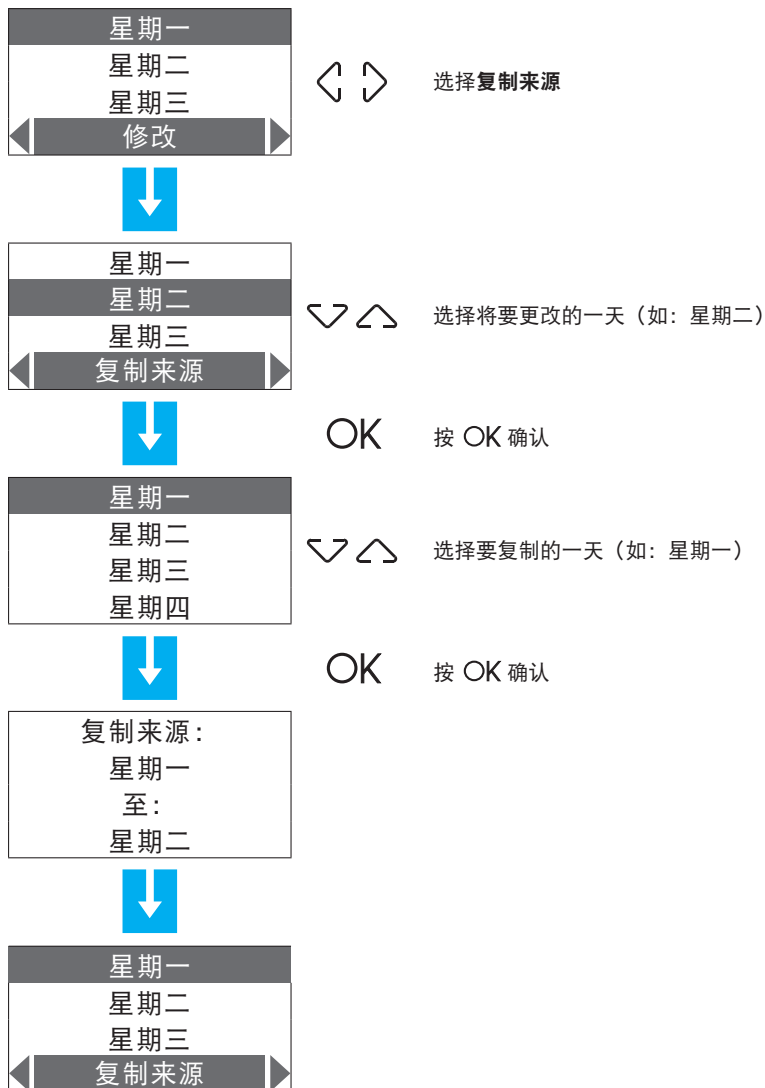 星期一
星期二
星期三
修改
选择复制来源
星期一
星期二
星期三
复制来源
选择将要更改的一天（如：星期二）
OK 按 OK 确认
星期一
星期二
星期三
星期四
选择要复制的一天（如：星期一）
OK 按 OK 确认
复制来源：
星期一
至：
星期二
星期一
星期二
星期三
复制来源